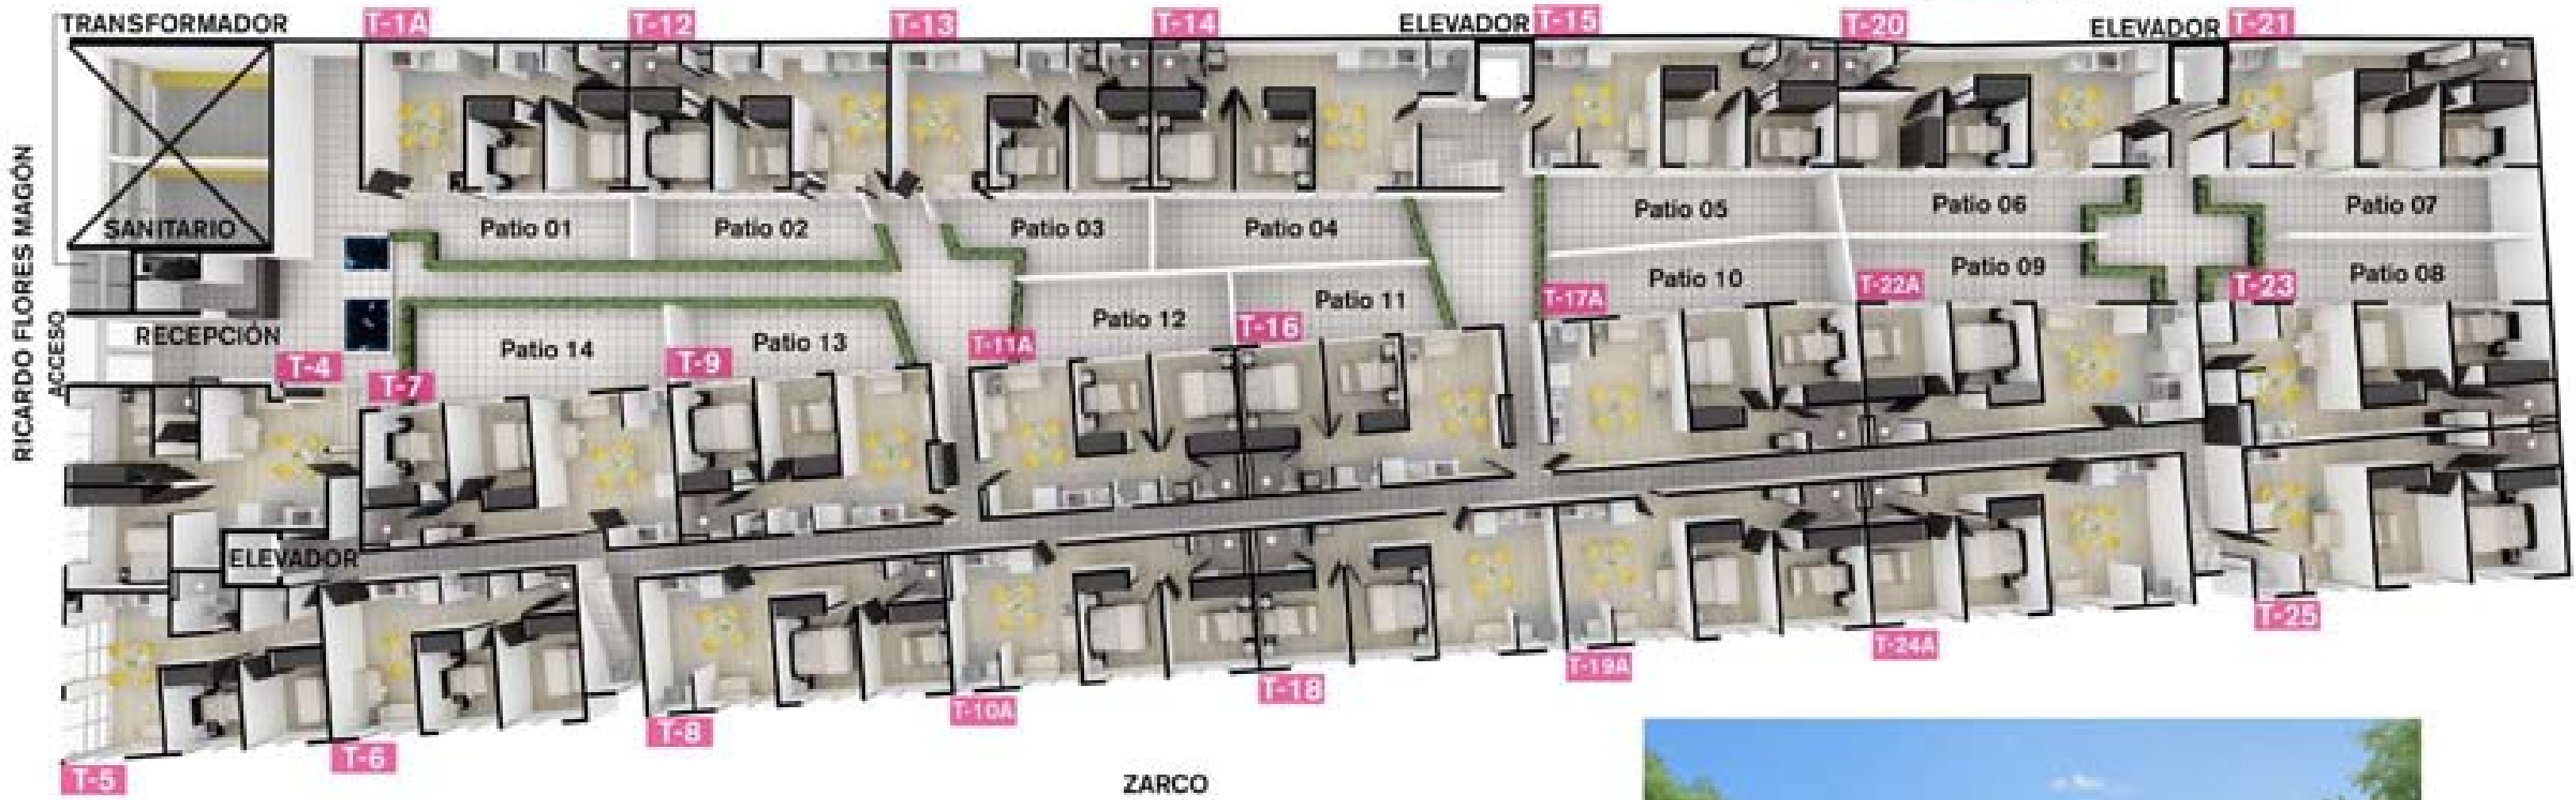 TRANSFORMADOR
T-1A
T-12
T-13
T-14
ELEVADOR
T-15
T-20
ELEVADOR
T-21
RICARDO FLORES MAGÓN
SANITARIO
Patio 01
Patio 02
Patio 03
Patio 04
Patio 05
Patio 06
Patio 07
Patio 08
Patio 09
Patio 10
T-17A
T-22A
T-23
Patio 11
Patio 12
T-16
ACCESO
RECEPCIÓN
T-4
T-7
Patio 14
T-9
Patio 13
T-11A
ELEVADOR
T-5
T-6
T-8
T-10A
T-18
T-19A
T-24A
T-25
ZARCO